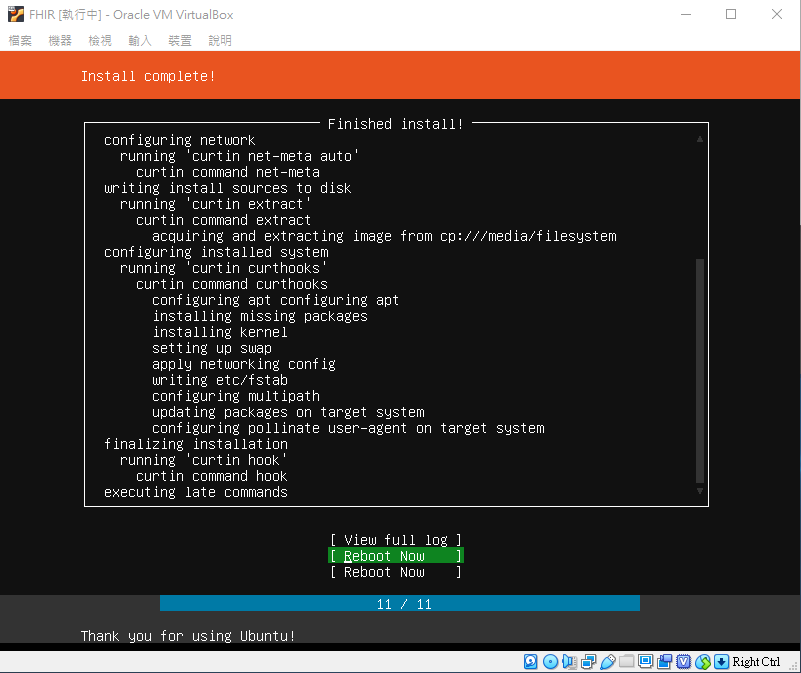 FHIR [執行中] - Oracle VM VirtualBox
檔案 機器 檢視 輸入 裝置 說明
Install complete!
Finished install!
configuring network
running 'curtin net-meta auto'
curtin command net-meta
writing install sources to disk
running 'curtin extract'
curtin command extract
acquiring and extracting image from cp:///media/filesystem
configuring installed system
running 'curtin curthooks'
curtin command curthooks
configuring apt configuring apt
installing missing packages
installing kernel
setting up swap
apply networking config
writing etc/fstab
configuring multipath
updating packages on target system
configuring pollinate user-agent on target system
finalizing installation
running 'curtin hook'
curtin command hook
executing late commands
[ View full log ]
[ Reboot Now ]
[ Reboot Now ]
11 / 11
Thank you for using Ubuntu!
Right Ctrl